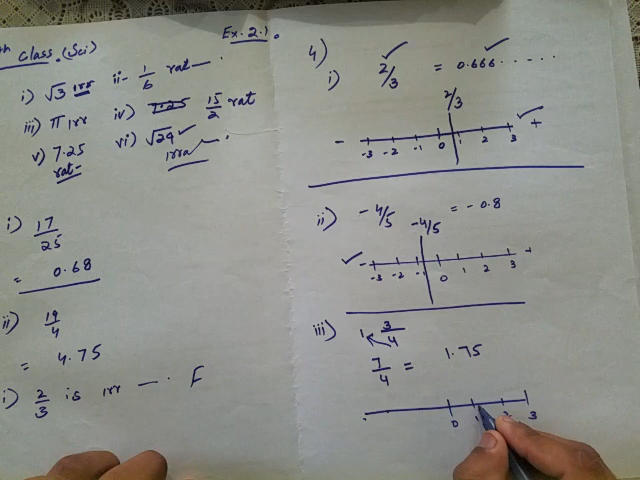 th Class. (Sci) Ex. 2.1.
i) √3 irr ii- 1/6 rat
iii) π irr iv) 15/2 rat
v) 7.25 rat- vi) √29 ✓ irra
i) 17/25
= 0.68
ii) 19/4
= 4.75
i) 2/3 is irr —. F
4)
i) 2/3 = 0.666.....
2/3
- -3 -2 -1 0 1 2 3 +
ii) -4/5 = -0.8
-4/5
- -3 -2 -1 0 1 2 3 +
iii) 1 3/4
7/4 = 1.75
0 1 2 3